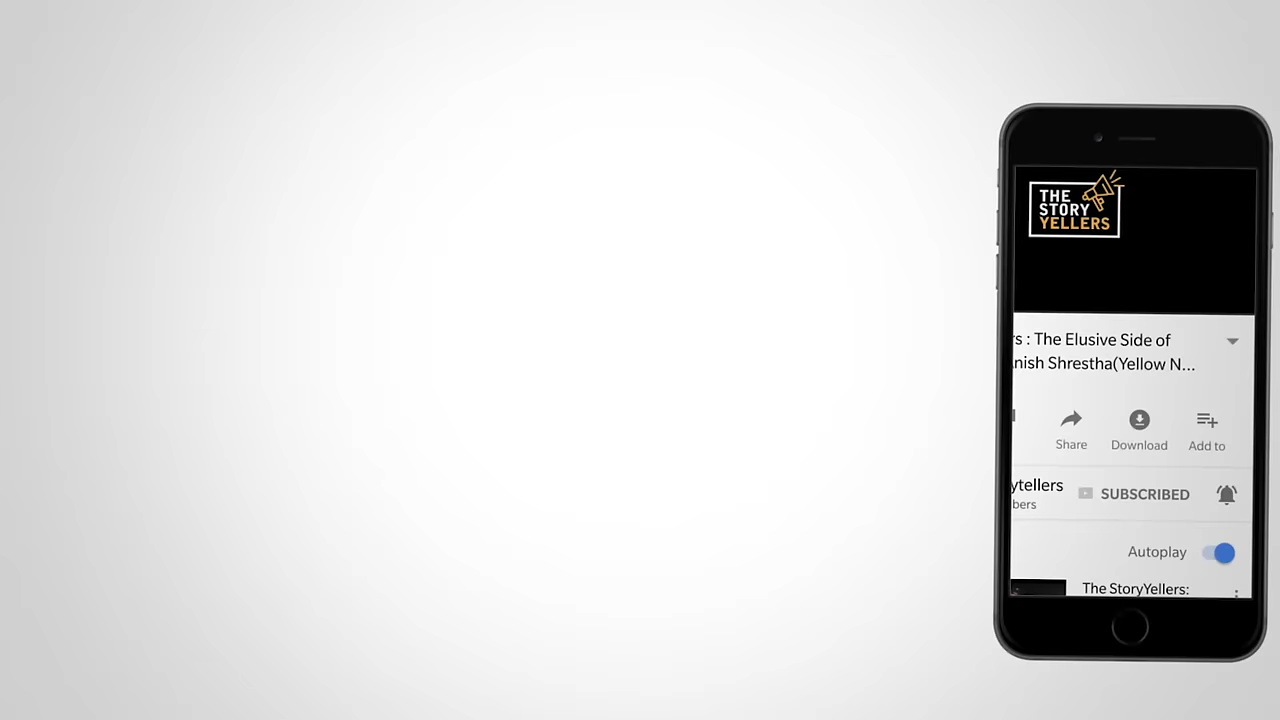 THE
STORY
YELLERS
rs : The Elusive Side of
nish Shrestha(Yellow N...
Share Download Add to
ytellers SUBSCRIBED
bers
Autoplay
The StoryYellers: